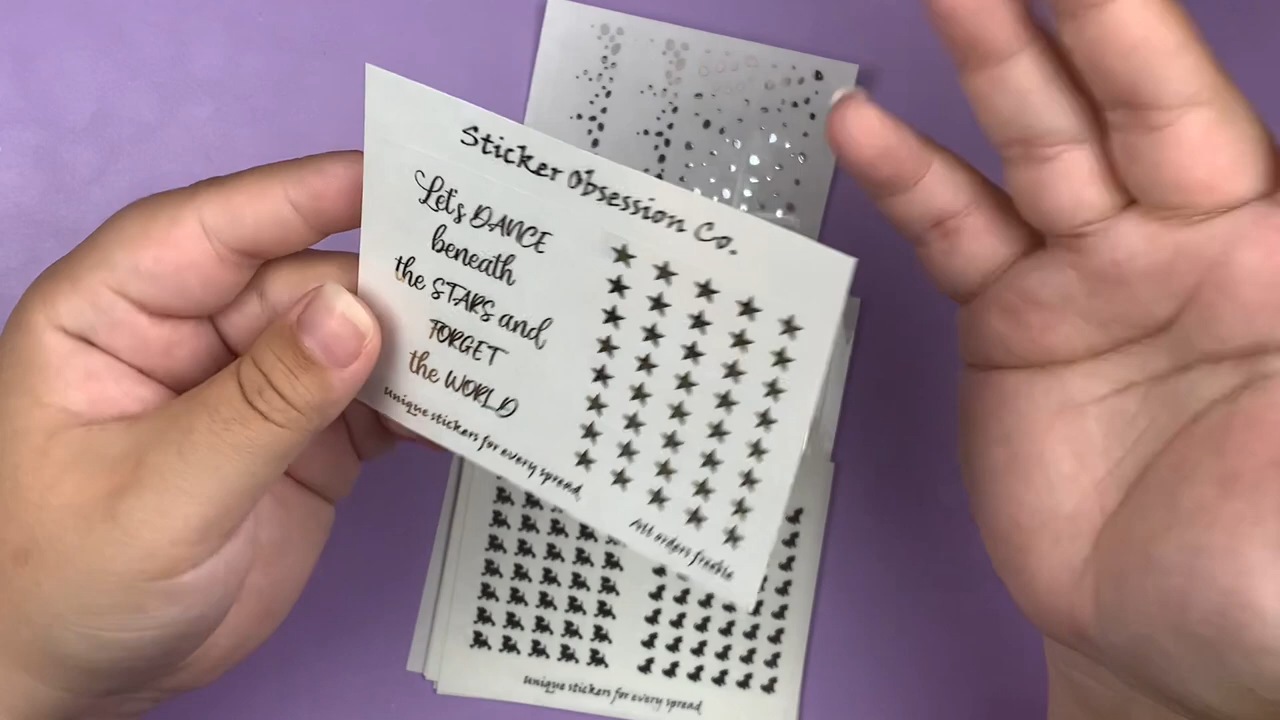 Sticker Obsession Co.
Let's DANCE
beneath
the STARS and
FORGET
the WORLD
unique stickers for every spread
All orders freebie
unique stickers for every spread